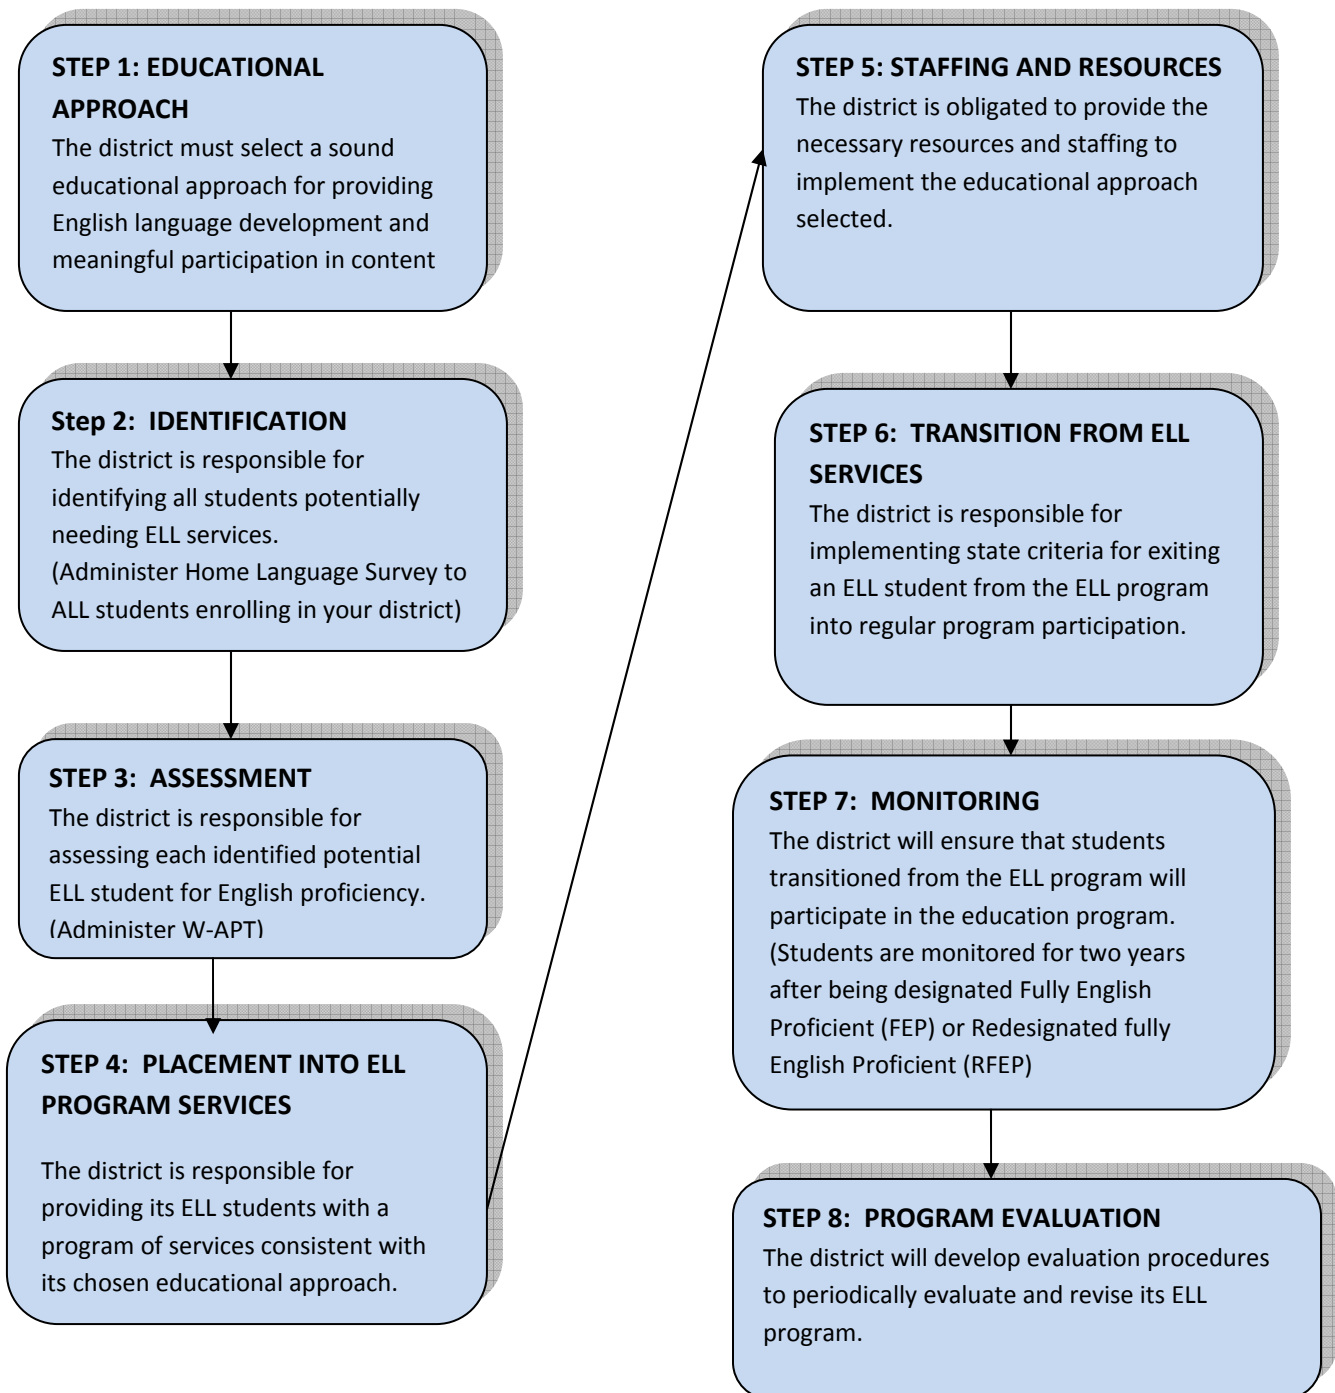 STEP 1: EDUCATIONAL
APPROACH
The district must select a sound
educational approach for providing
English language development and
meaningful participation in content
Step 2:  IDENTIFICATION
The district is responsible for
identifying all students potentially
needing ELL services.
(Administer Home Language Survey to
ALL students enrolling in your district)
STEP 3:  ASSESSMENT
The district is responsible for
assessing each identified potential
ELL student for English proficiency.
(Administer W-APT)
STEP 4:  PLACEMENT INTO ELL
PROGRAM SERVICES
The district is responsible for
providing its ELL students with a
program of services consistent with
its chosen educational approach.
STEP 5: STAFFING AND RESOURCES
The district is obligated to provide the
necessary resources and staffing to
implement the educational approach
selected.
STEP 6:  TRANSITION FROM ELL
SERVICES
The district is responsible for
implementing state criteria for exiting
an ELL student from the ELL program
into regular program participation.
STEP 7:  MONITORING
The district will ensure that students
transitioned from the ELL program will
participate in the education program.
(Students are monitored for two years
after being designated Fully English
Proficient (FEP) or Redesignated fully
English Proficient (RFEP)
STEP 8:  PROGRAM EVALUATION
The district will develop evaluation procedures
to periodically evaluate and revise its ELL
program.